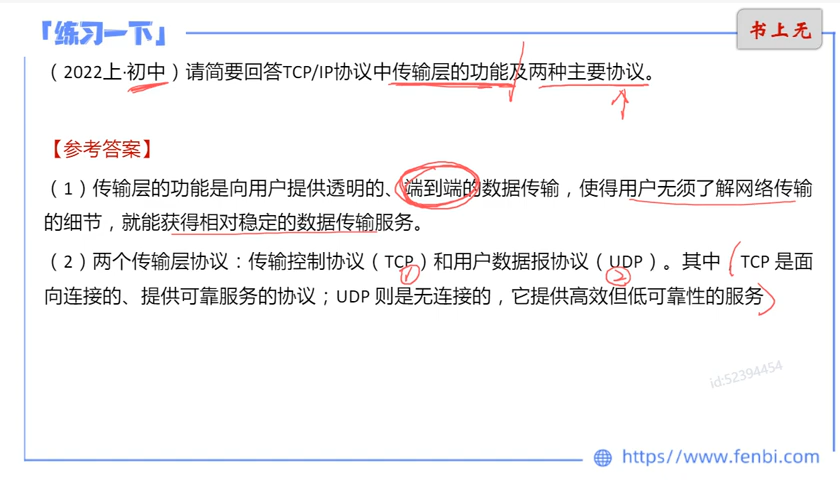 「练习一下」
书上无
（2022上·初中）请简要回答TCP/IP协议中传输层的功能及两种主要协议。
【参考答案】
（1）传输层的功能是向用户提供透明的、端到端的数据传输，使得用户无须了解网络传输
的细节，就能获得相对稳定的数据传输服务。
（2）两个传输层协议：传输控制协议（TCP）和用户数据报协议（UDP）。其中 TCP 是面
① ②
向连接的、提供可靠服务的协议；UDP 则是无连接的，它提供高效但低可靠性的服务
id:52394454
https//www.fenbi.com